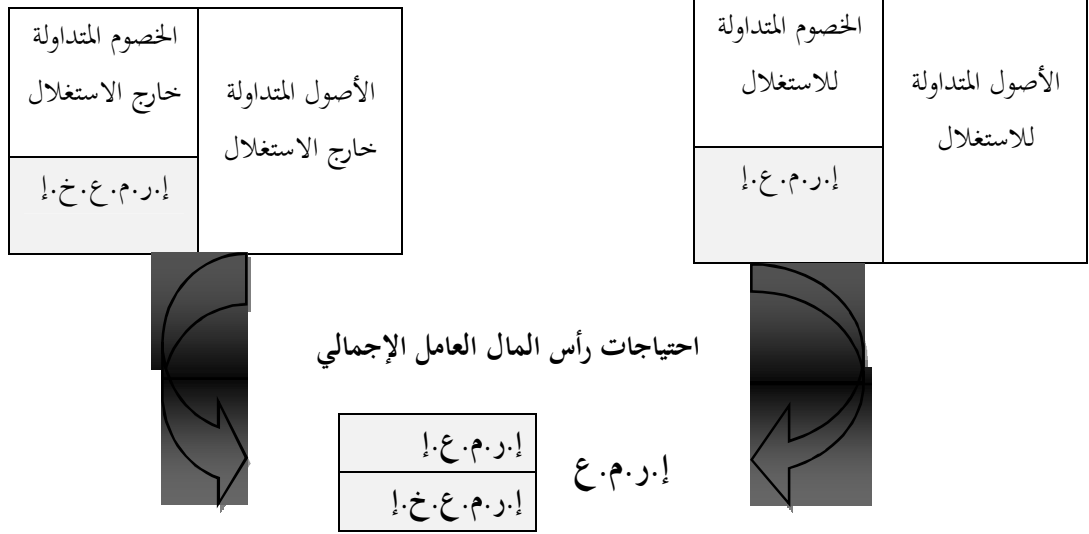 الأصول المتداولة
للاستغلال
الخصوم المتداولة
للاستغلال
إ.ر.م.ع.إ
الأصول المتداولة
خارج الاستغلال
الخصوم المتداولة
خارج الاستغلال
إ.ر.م.ع.خ.إ
احتياجات رأس المال العامل الإجمالي
إ.ر.م.ع
إ.ر.م.ع.إ
إ.ر.م.ع.خ.إ